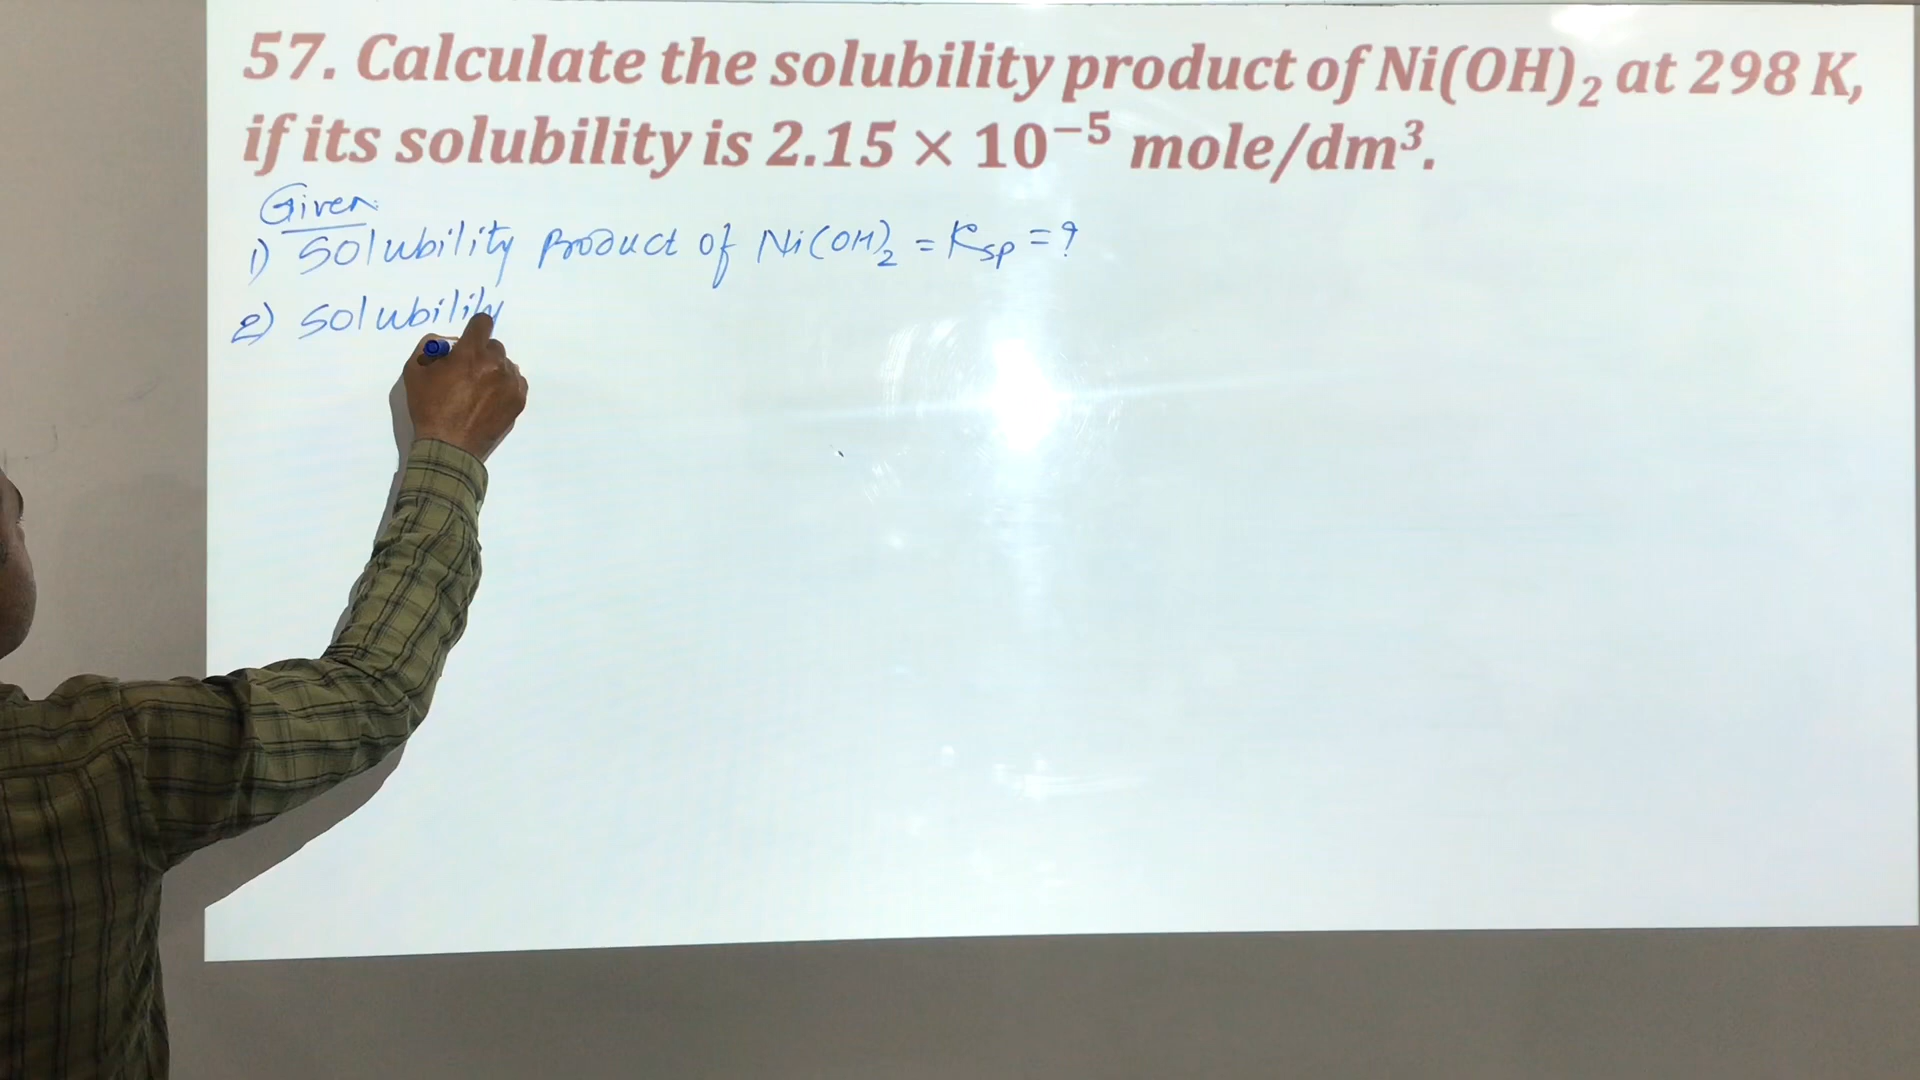 57. Calculate the solubility product of Ni(OH)₂ at 298 K,
if its solubility is 2.15 × 10⁻⁵ mole/dm³.
Given
1) Solubility Product of Ni(OH)₂ = Ksp = ?
2) Solubility